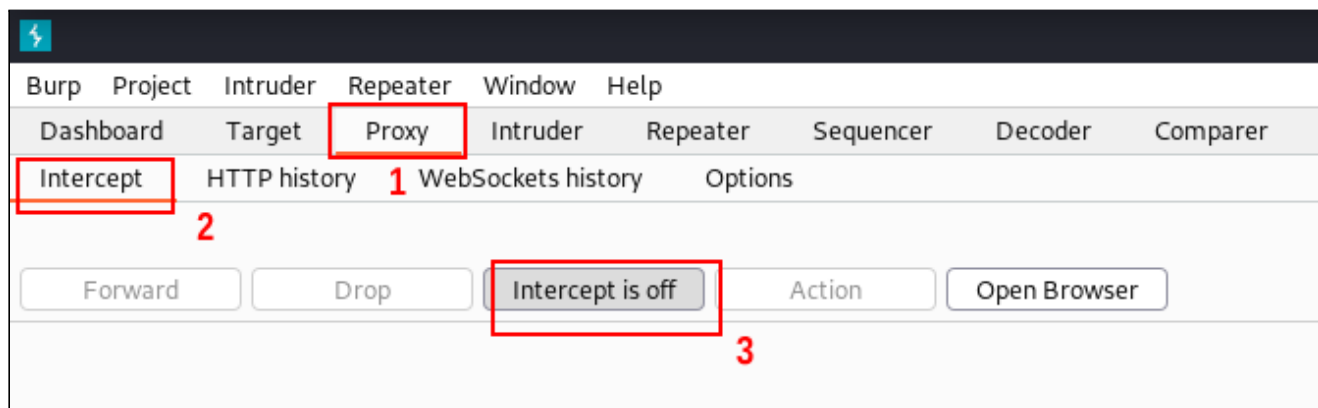 Burp Project Intruder Repeater Window Help
Dashboard Target Proxy Intruder Repeater Sequencer Decoder Comparer
Intercept HTTP history 1 WebSockets history Options
2
Forward Drop Intercept is off Action Open Browser
3